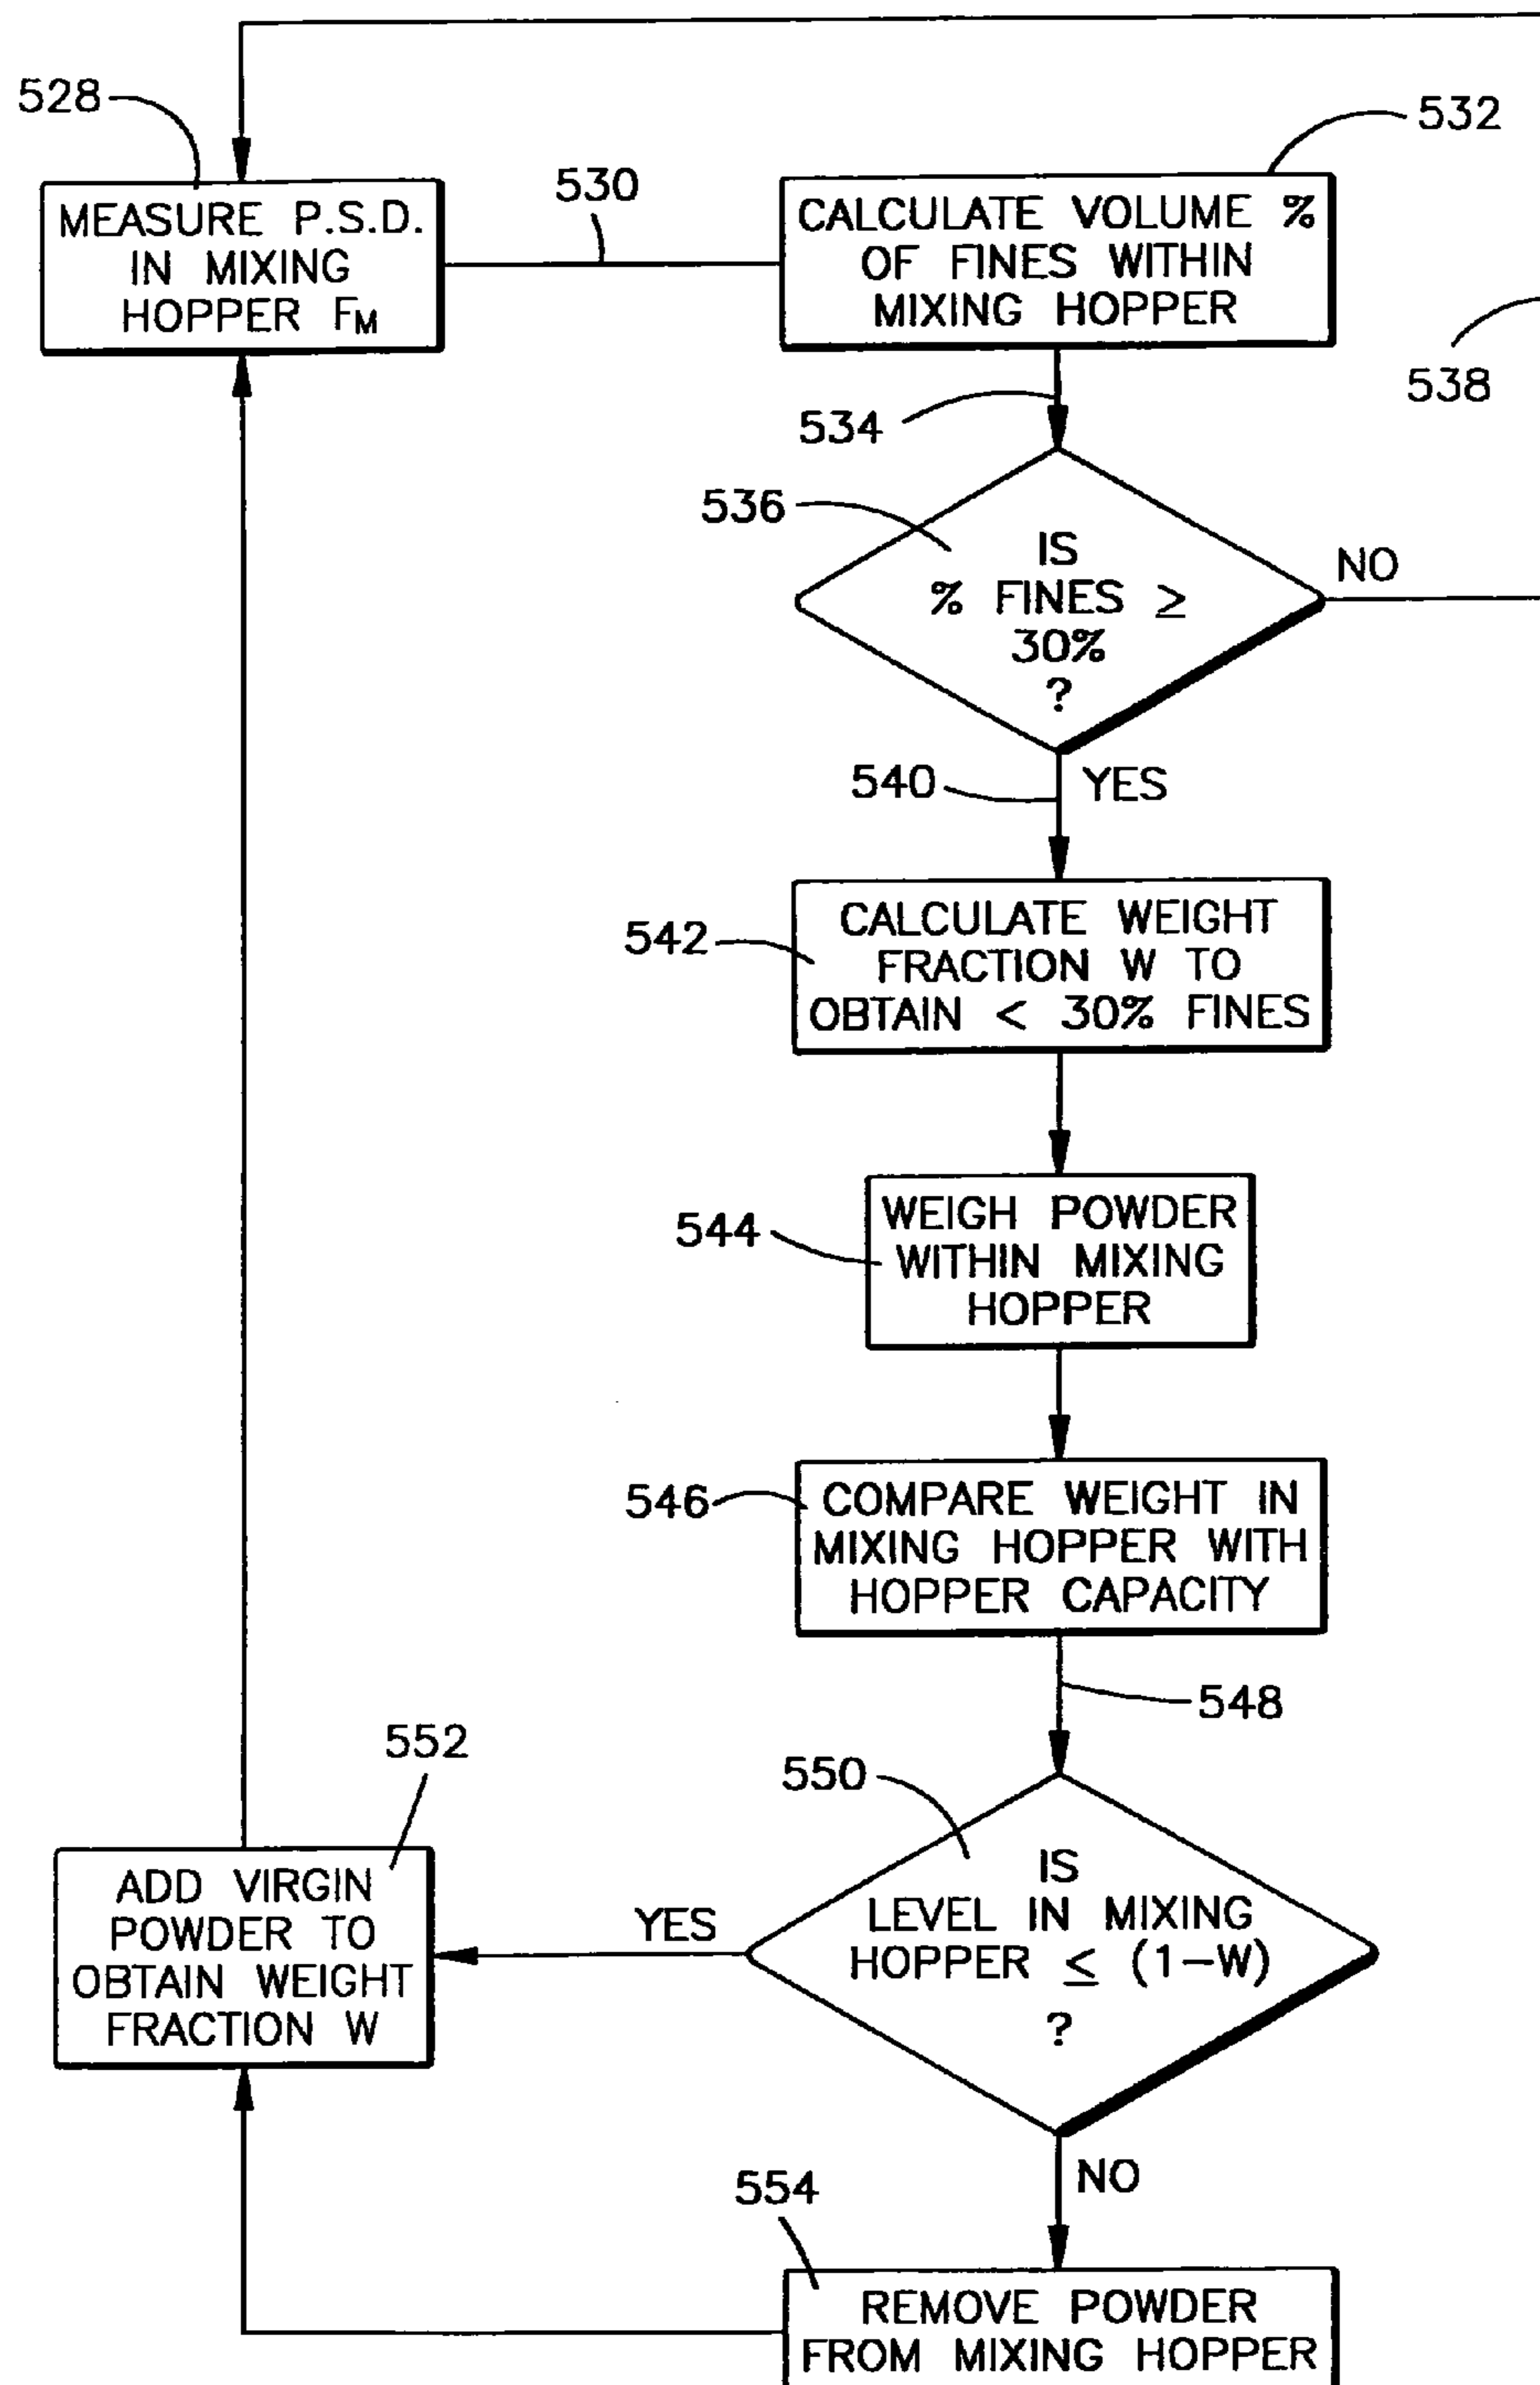 528
MEASURE P.S.D.
IN MIXING
HOPPER FM
530
532
CALCULATE VOLUME %
OF FINES WITHIN
MIXING HOPPER
534
538
536
IS
% FINES ≥
30%
?
NO
540
YES
542
CALCULATE WEIGHT
FRACTION W TO
OBTAIN < 30% FINES
544
WEIGH POWDER
WITHIN MIXING
HOPPER
546
COMPARE WEIGHT IN
MIXING HOPPER WITH
HOPPER CAPACITY
548
550
IS
LEVEL IN MIXING
HOPPER ≤ (1-W)
?
YES
552
ADD VIRGIN
POWDER TO
OBTAIN WEIGHT
FRACTION W
NO
554
REMOVE POWDER
FROM MIXING HOPPER